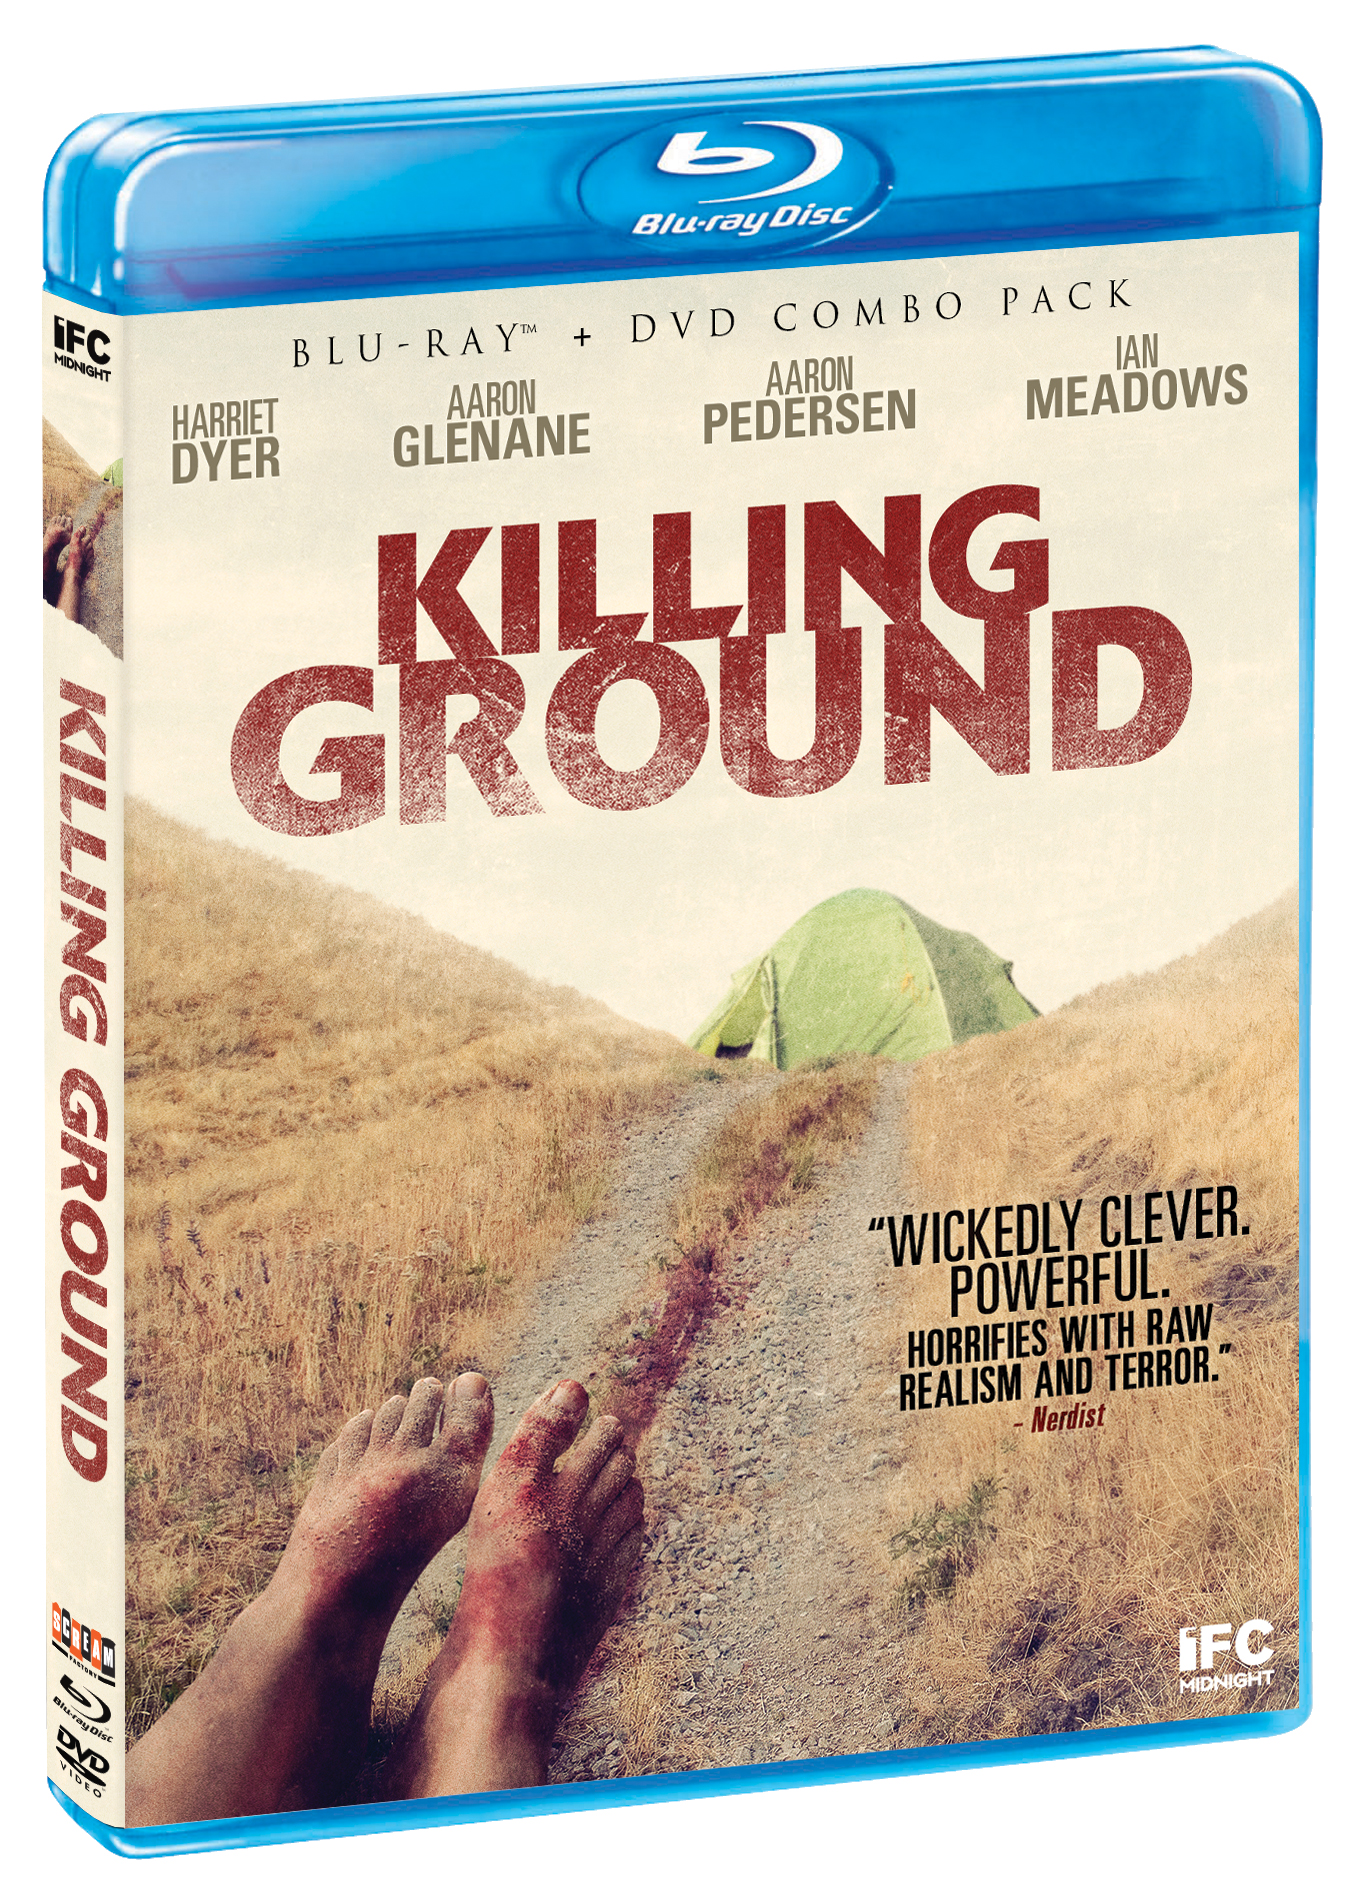 Blu-ray Disc
BLU-RAY™ + DVD COMBO PACK
HARRIET DYER
AARON GLENANE
AARON PEDERSEN
IAN MEADOWS
KILLING
GROUND
"WICKEDLY CLEVER.
POWERFUL.
HORRIFIES WITH RAW
REALISM AND TERROR."
- Nerdist
iFC
MIDNIGHT
iFC
MIDNIGHT
KILLING GROUND
SCREAM
FACTORY
Blu-ray Disc
DVD
VIDEO